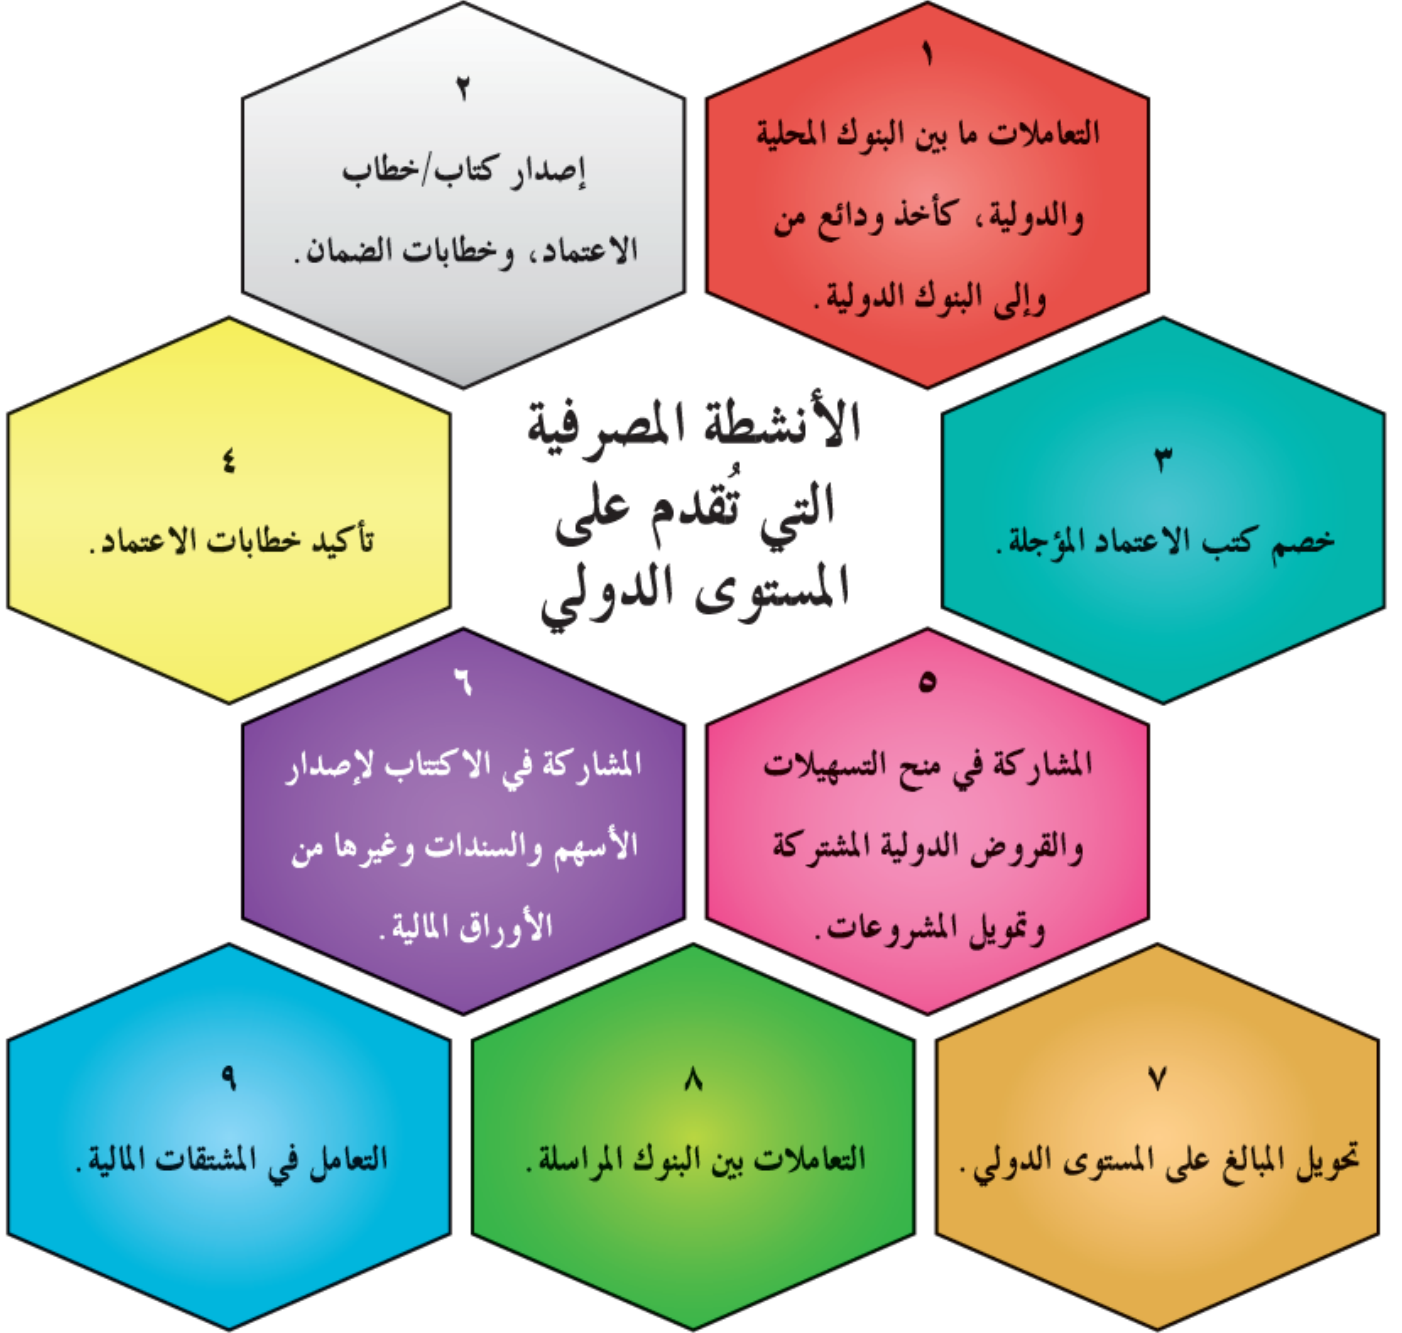 الأنشطة المصرفية
التي تُقدم على
المستوى الدولي
١
التعاملات ما بين البنوك المحلية
والدولية، كأخذ ودائع من
وإلى البنوك الدولية.
٢
إصدار كتاب/خطاب
الاعتماد، وخطابات الضمان.
٣
خصم كتب الاعتماد المؤجلة.
٤
تأكيد خطابات الاعتماد.
٥
المشاركة في منح التسهيلات
والقروض الدولية المشتركة
وتمويل المشروعات.
٦
المشاركة في الاكتتاب لإصدار
الأسهم والسندات وغيرها من
الأوراق المالية.
٧
تحويل المبالغ على المستوى الدولي.
٨
التعاملات بين البنوك المراسلة.
٩
التعامل في المشتقات المالية.